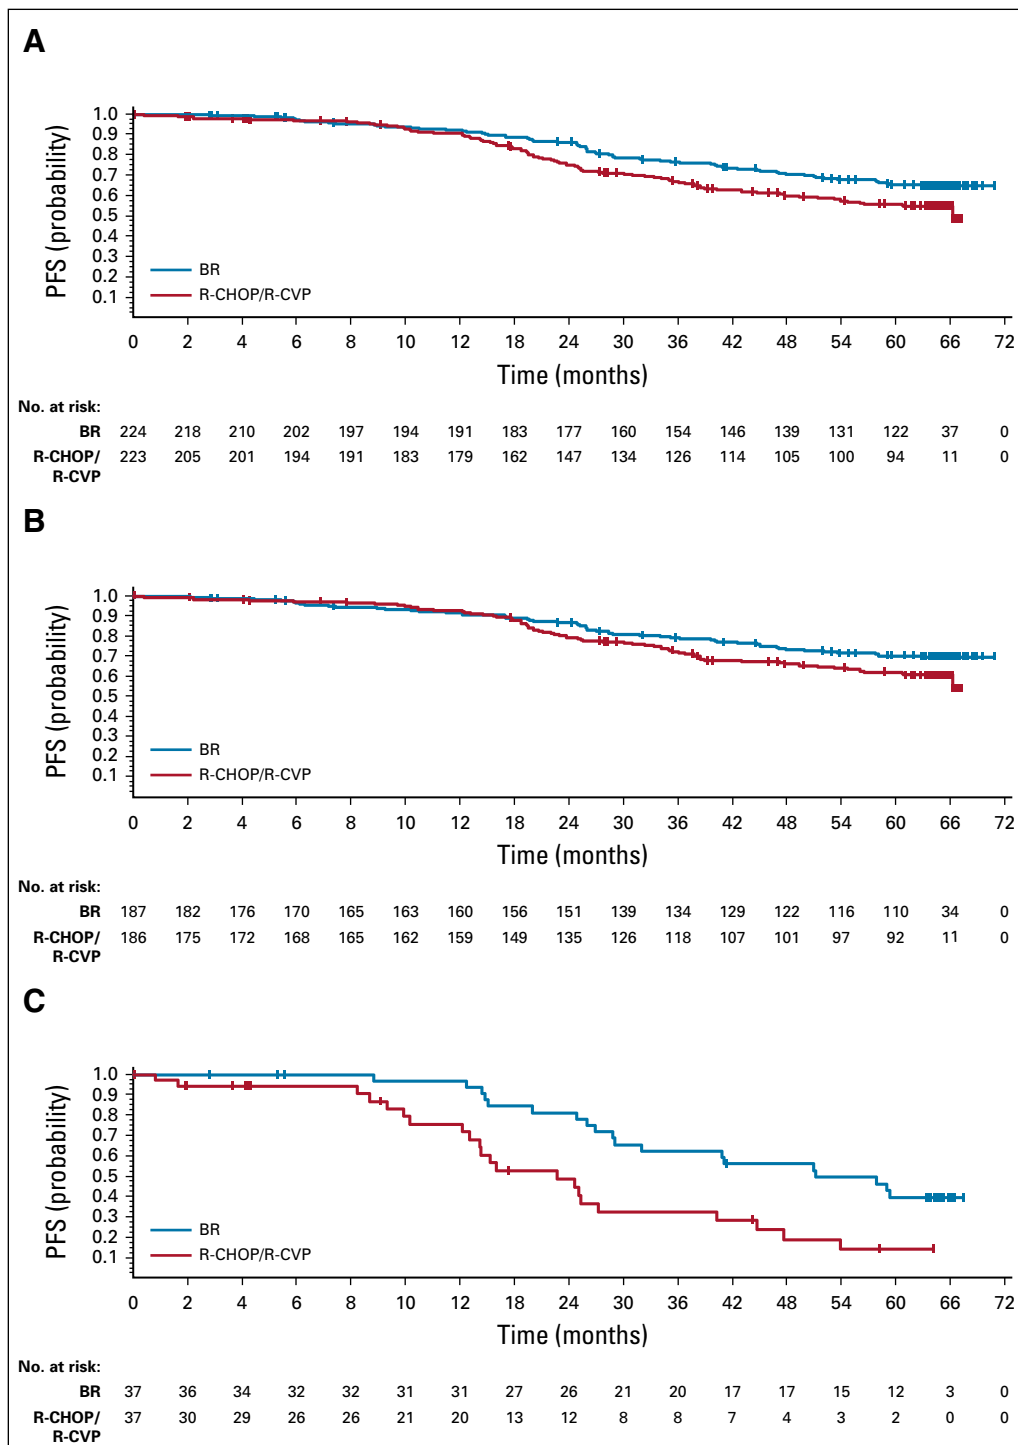 A
1.0
0.9
0.8
0.7
0.6
0.5
0.4
0.3
0.2
0.1
PFS (probability)
BR
R-CHOP/R-CVP
0 2 4 6 8 10 12 18 24 30 36 42 48 54 60 66 72
Time (months)
No. at risk:
BR 224 218 210 202 197 194 191 183 177 160 154 146 139 131 122 37 0
R-CHOP/ 223 205 201 194 191 183 179 162 147 134 126 114 105 100 94 11 0
R-CVP
B
1.0
0.9
0.8
0.7
0.6
0.5
0.4
0.3
0.2
0.1
PFS (probability)
BR
R-CHOP/R-CVP
0 2 4 6 8 10 12 18 24 30 36 42 48 54 60 66 72
Time (months)
No. at risk:
BR 187 182 176 170 165 163 160 156 151 139 134 129 122 116 110 34 0
R-CHOP/ 186 175 172 168 165 162 159 149 135 126 118 107 101 97 92 11 0
R-CVP
C
1.0
0.9
0.8
0.7
0.6
0.5
0.4
0.3
0.2
0.1
PFS (probability)
BR
R-CHOP/R-CVP
0 2 4 6 8 10 12 18 24 30 36 42 48 54 60 66 72
Time (months)
No. at risk:
BR 37 36 34 32 32 31 31 27 26 21 20 17 17 15 12 3 0
R-CHOP/ 37 30 29 26 26 21 20 13 12 8 8 7 4 3 2 0 0
R-CVP